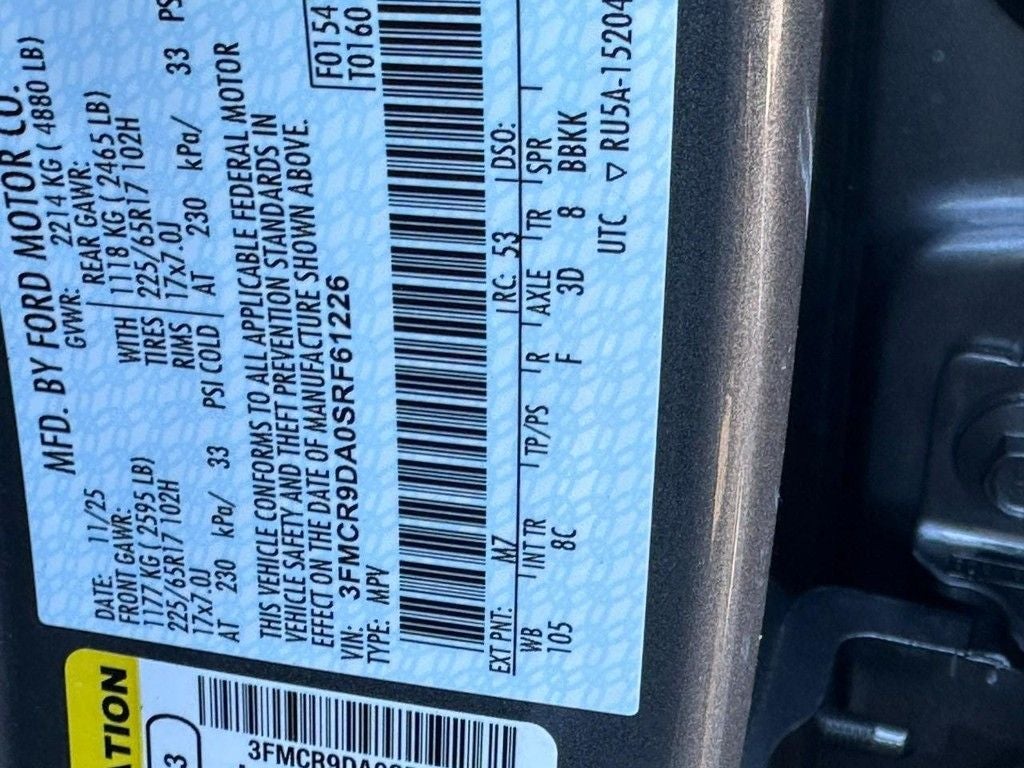 MFD. BY FORD MOTOR CO.
DATE: 11/25 GVWR: 2214 KG ( 4880 LB)
FRONT GAWR: REAR GAWR:
1177 KG ( 2595 LB) WITH 1118 KG ( 2465 LB)
225/65R17 102H TIRES 225/65R17 102H
17x7.0J RIMS 17x7.0J
AT 230 kPa/ 33 PSI COLD AT 230 kPa/ 33 PS
THIS VEHICLE CONFORMS TO ALL APPLICABLE FEDERAL MOTOR
VEHICLE SAFETY AND THEFT PREVENTION STANDARDS IN
EFFECT ON THE DATE OF MANUFACTURE SHOWN ABOVE.
VIN: 3FMCR9DA0SRF61226 F0154
TYPE: MPV T0160
EXT PNT: M7 RC: 53 DSO:
WB INT TR TP/PS R AXLE TR SPR
105 8C F 3D 8 BBKK
UTC ▽ RU5A-15204
ATION
3
3FMCR9DA0S